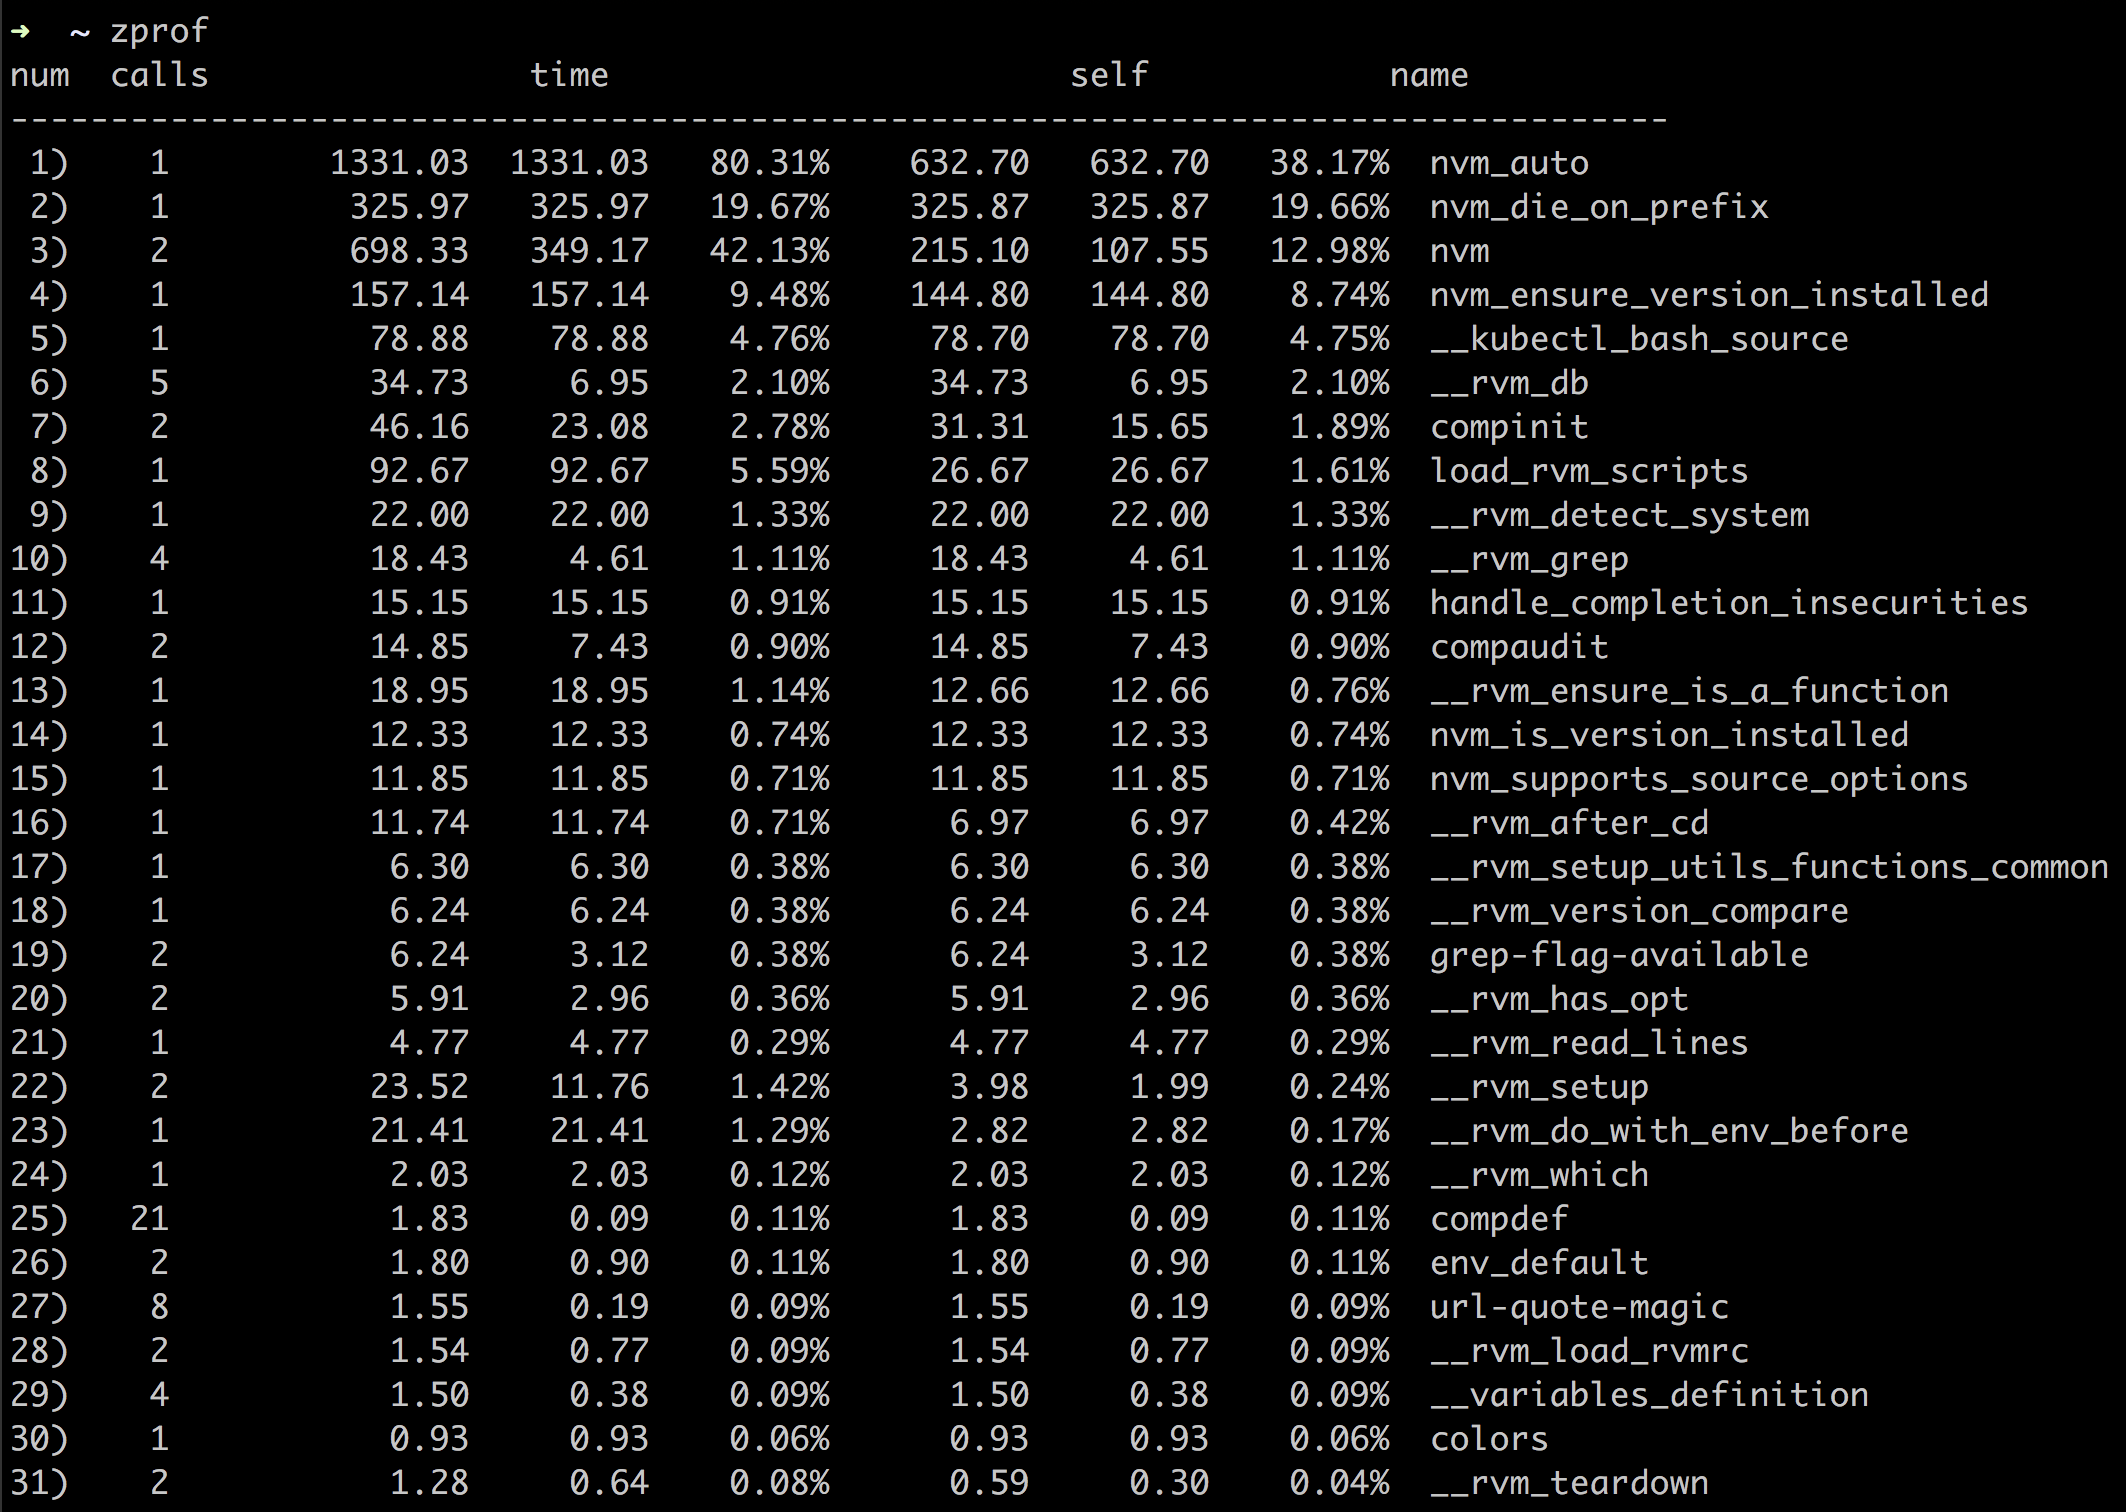 ➜  ~ zprof
num  calls                time                       self            name
-----------------------------------------------------------------------------------
 1)    1        1331.03  1331.03   80.31%    632.70   632.70   38.17%  nvm_auto
 2)    1         325.97   325.97   19.67%    325.87   325.87   19.66%  nvm_die_on_prefix
 3)    2         698.33   349.17   42.13%    215.10   107.55   12.98%  nvm
 4)    1         157.14   157.14    9.48%    144.80   144.80    8.74%  nvm_ensure_version_installed
 5)    1          78.88    78.88    4.76%     78.70    78.70    4.75%  __kubectl_bash_source
 6)    5          34.73     6.95    2.10%     34.73     6.95    2.10%  __rvm_db
 7)    2          46.16    23.08    2.78%     31.31    15.65    1.89%  compinit
 8)    1          92.67    92.67    5.59%     26.67    26.67    1.61%  load_rvm_scripts
 9)    1          22.00    22.00    1.33%     22.00    22.00    1.33%  __rvm_detect_system
10)    4          18.43     4.61    1.11%     18.43     4.61    1.11%  __rvm_grep
11)    1          15.15    15.15    0.91%     15.15    15.15    0.91%  handle_completion_insecurities
12)    2          14.85     7.43    0.90%     14.85     7.43    0.90%  compaudit
13)    1          18.95    18.95    1.14%     12.66    12.66    0.76%  __rvm_ensure_is_a_function
14)    1          12.33    12.33    0.74%     12.33    12.33    0.74%  nvm_is_version_installed
15)    1          11.85    11.85    0.71%     11.85    11.85    0.71%  nvm_supports_source_options
16)    1          11.74    11.74    0.71%      6.97     6.97    0.42%  __rvm_after_cd
17)    1           6.30     6.30    0.38%      6.30     6.30    0.38%  __rvm_setup_utils_functions_common
18)    1           6.24     6.24    0.38%      6.24     6.24    0.38%  __rvm_version_compare
19)    2           6.24     3.12    0.38%      6.24     3.12    0.38%  grep-flag-available
20)    2           5.91     2.96    0.36%      5.91     2.96    0.36%  __rvm_has_opt
21)    1           4.77     4.77    0.29%      4.77     4.77    0.29%  __rvm_read_lines
22)    2          23.52    11.76    1.42%      3.98     1.99    0.24%  __rvm_setup
23)    1          21.41    21.41    1.29%      2.82     2.82    0.17%  __rvm_do_with_env_before
24)    1           2.03     2.03    0.12%      2.03     2.03    0.12%  __rvm_which
25)   21           1.83     0.09    0.11%      1.83     0.09    0.11%  compdef
26)    2           1.80     0.90    0.11%      1.80     0.90    0.11%  env_default
27)    8           1.55     0.19    0.09%      1.55     0.19    0.09%  url-quote-magic
28)    2           1.54     0.77    0.09%      1.54     0.77    0.09%  __rvm_load_rvmrc
29)    4           1.50     0.38    0.09%      1.50     0.38    0.09%  __variables_definition
30)    1           0.93     0.93    0.06%      0.93     0.93    0.06%  colors
31)    2           1.28     0.64    0.08%      0.59     0.30    0.04%  __rvm_teardown